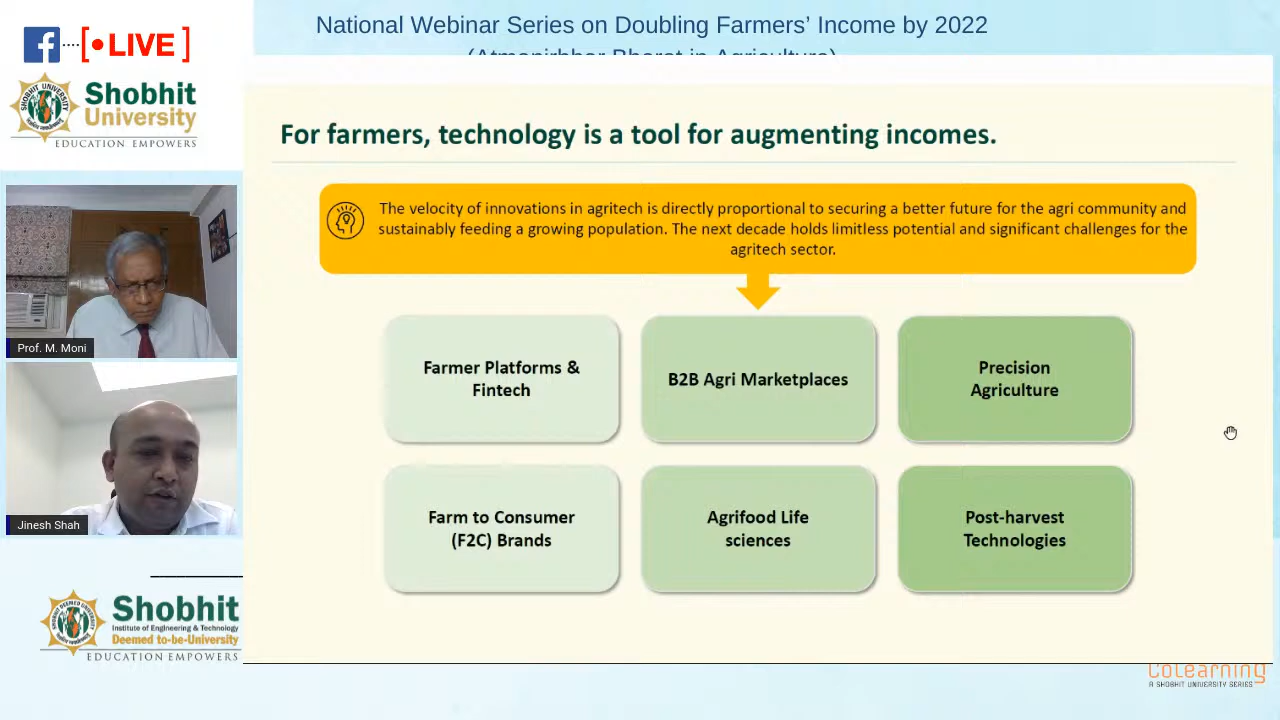 National Webinar Series on Doubling Farmers' Income by 2022
(Atmanirbhar Bharat in Agriculture)
[•LIVE]
Shobhit
University
EDUCATION EMPOWERS
For farmers, technology is a tool for augmenting incomes.
The velocity of innovations in agritech is directly proportional to securing a better future for the agri community and
sustainably feeding a growing population. The next decade holds limitless potential and significant challenges for the
agritech sector.
Prof. M. Moni
Farmer Platforms &
Fintech
B2B Agri Marketplaces
Precision
Agriculture
Jinesh Shah
Farm to Consumer
(F2C) Brands
Agrifood Life
sciences
Post-harvest
Technologies
Shobhit
Institute of Engineering & Technology
Deemed to-be-University
EDUCATION EMPOWERS
CoLearning
A SHOBHIT UNIVERSITY SERIES